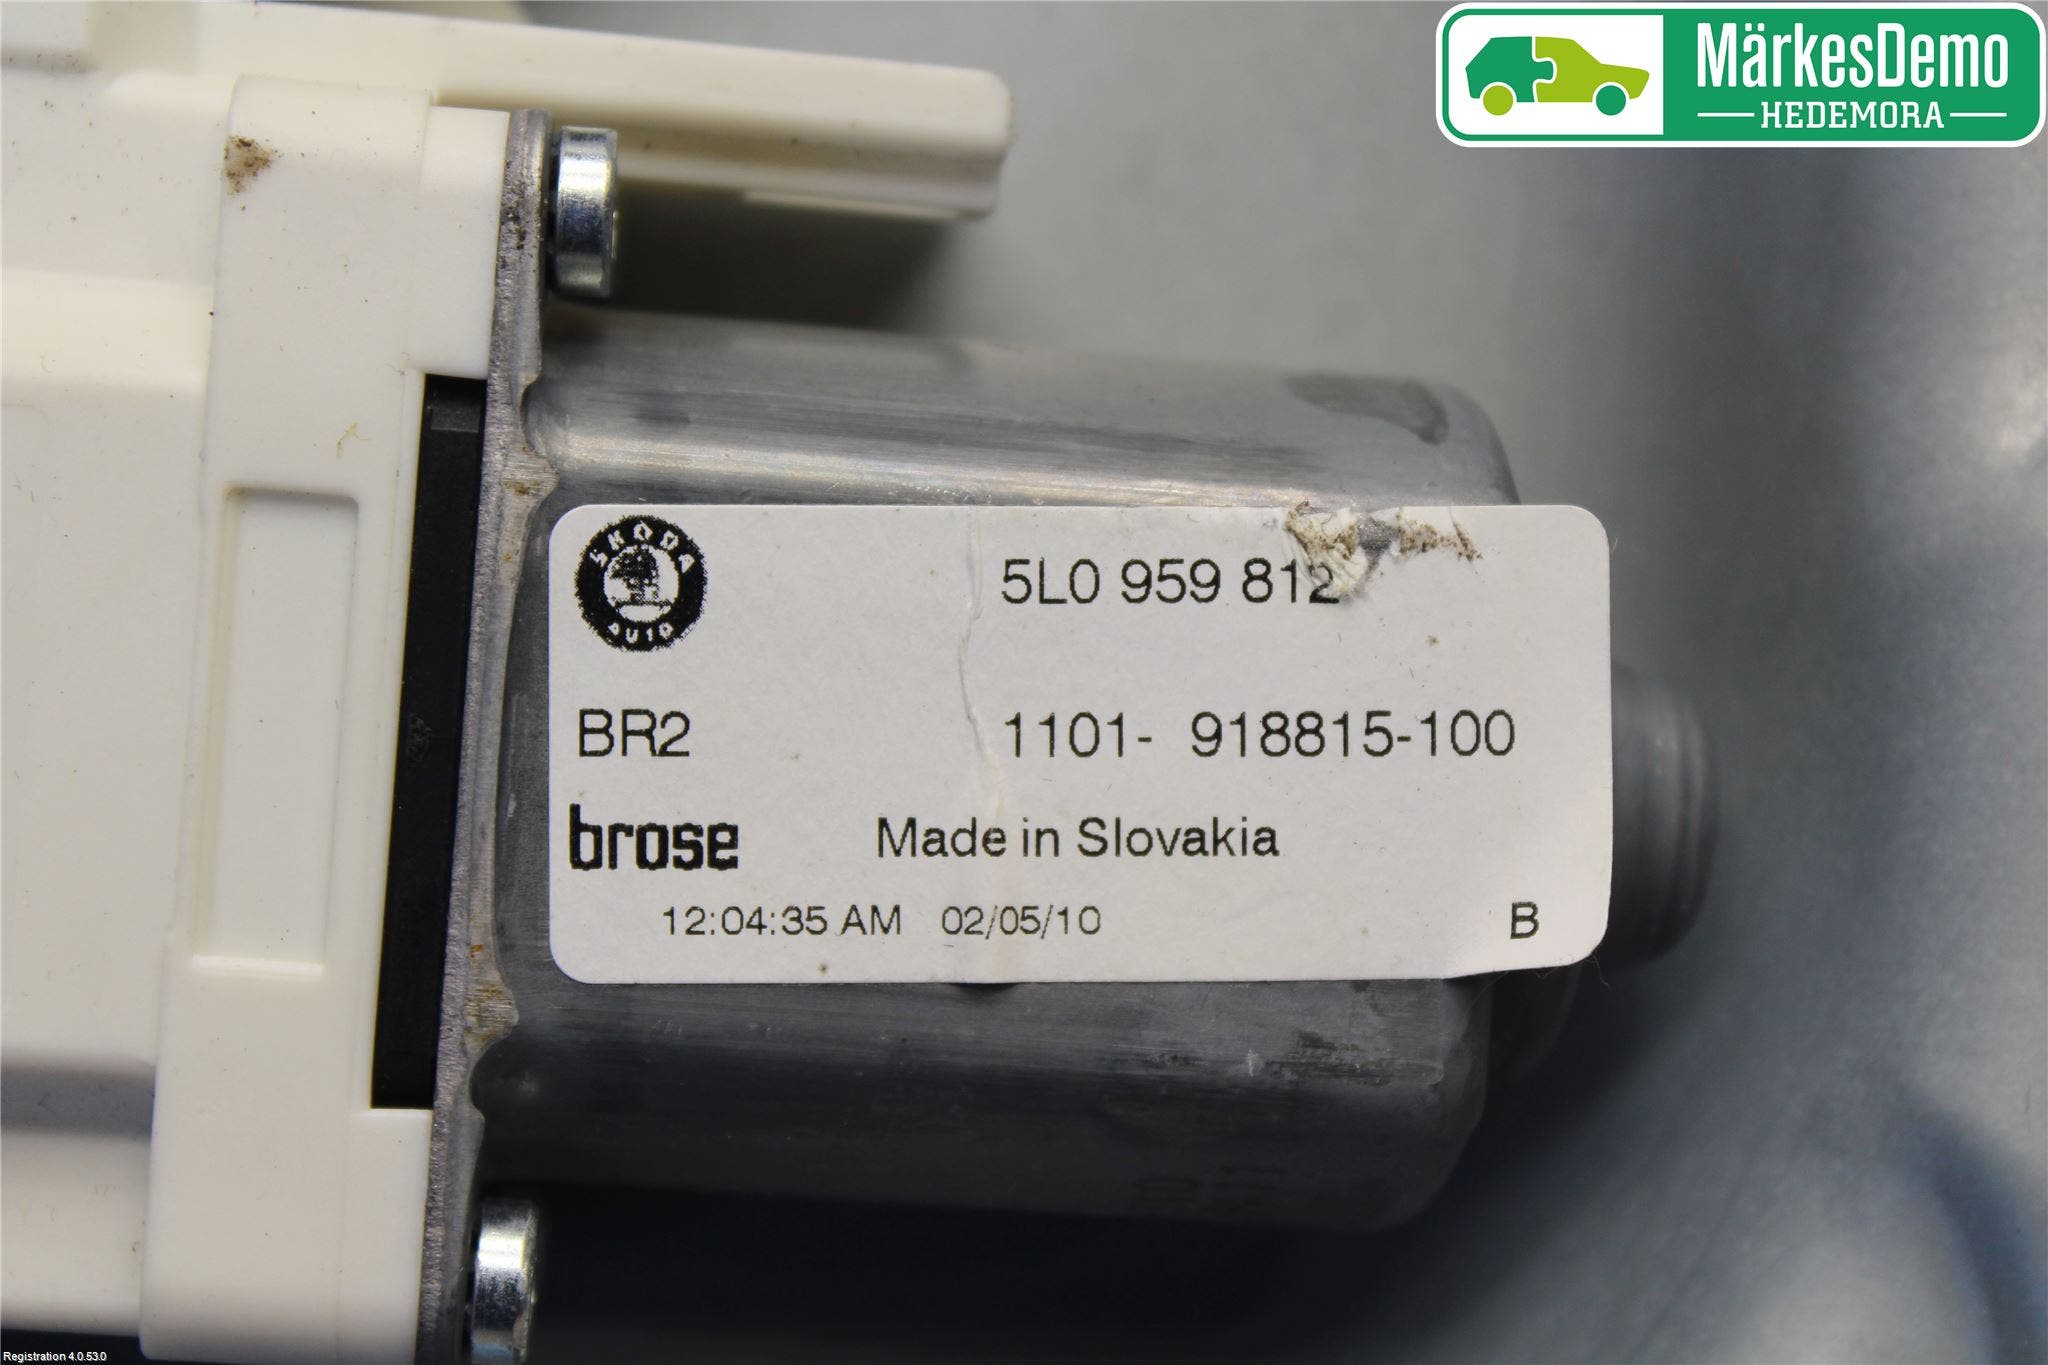 MärkesDemo
HEDEMORA
ŠKODA
AUTO
5L0 959 812
BR2 1101- 918815-100
brose Made in Slovakia
12:04:35 AM 02/05/10 B
Registration 4.0.53.0